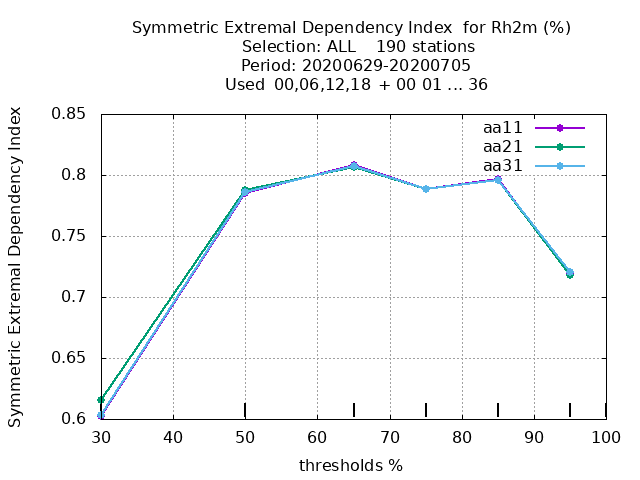 Symmetric Extremal Dependency Index  for Rh2m (%)
Selection: ALL    190 stations
Period: 20200629-20200705
Used  00,06,12,18  + 00 01 ... 36
Symmetric Extremal Dependency Index
0.85
0.8
0.75
0.7
0.65
0.6
aa11
aa21
aa31
30 40 50 60 70 80 90 100
thresholds %